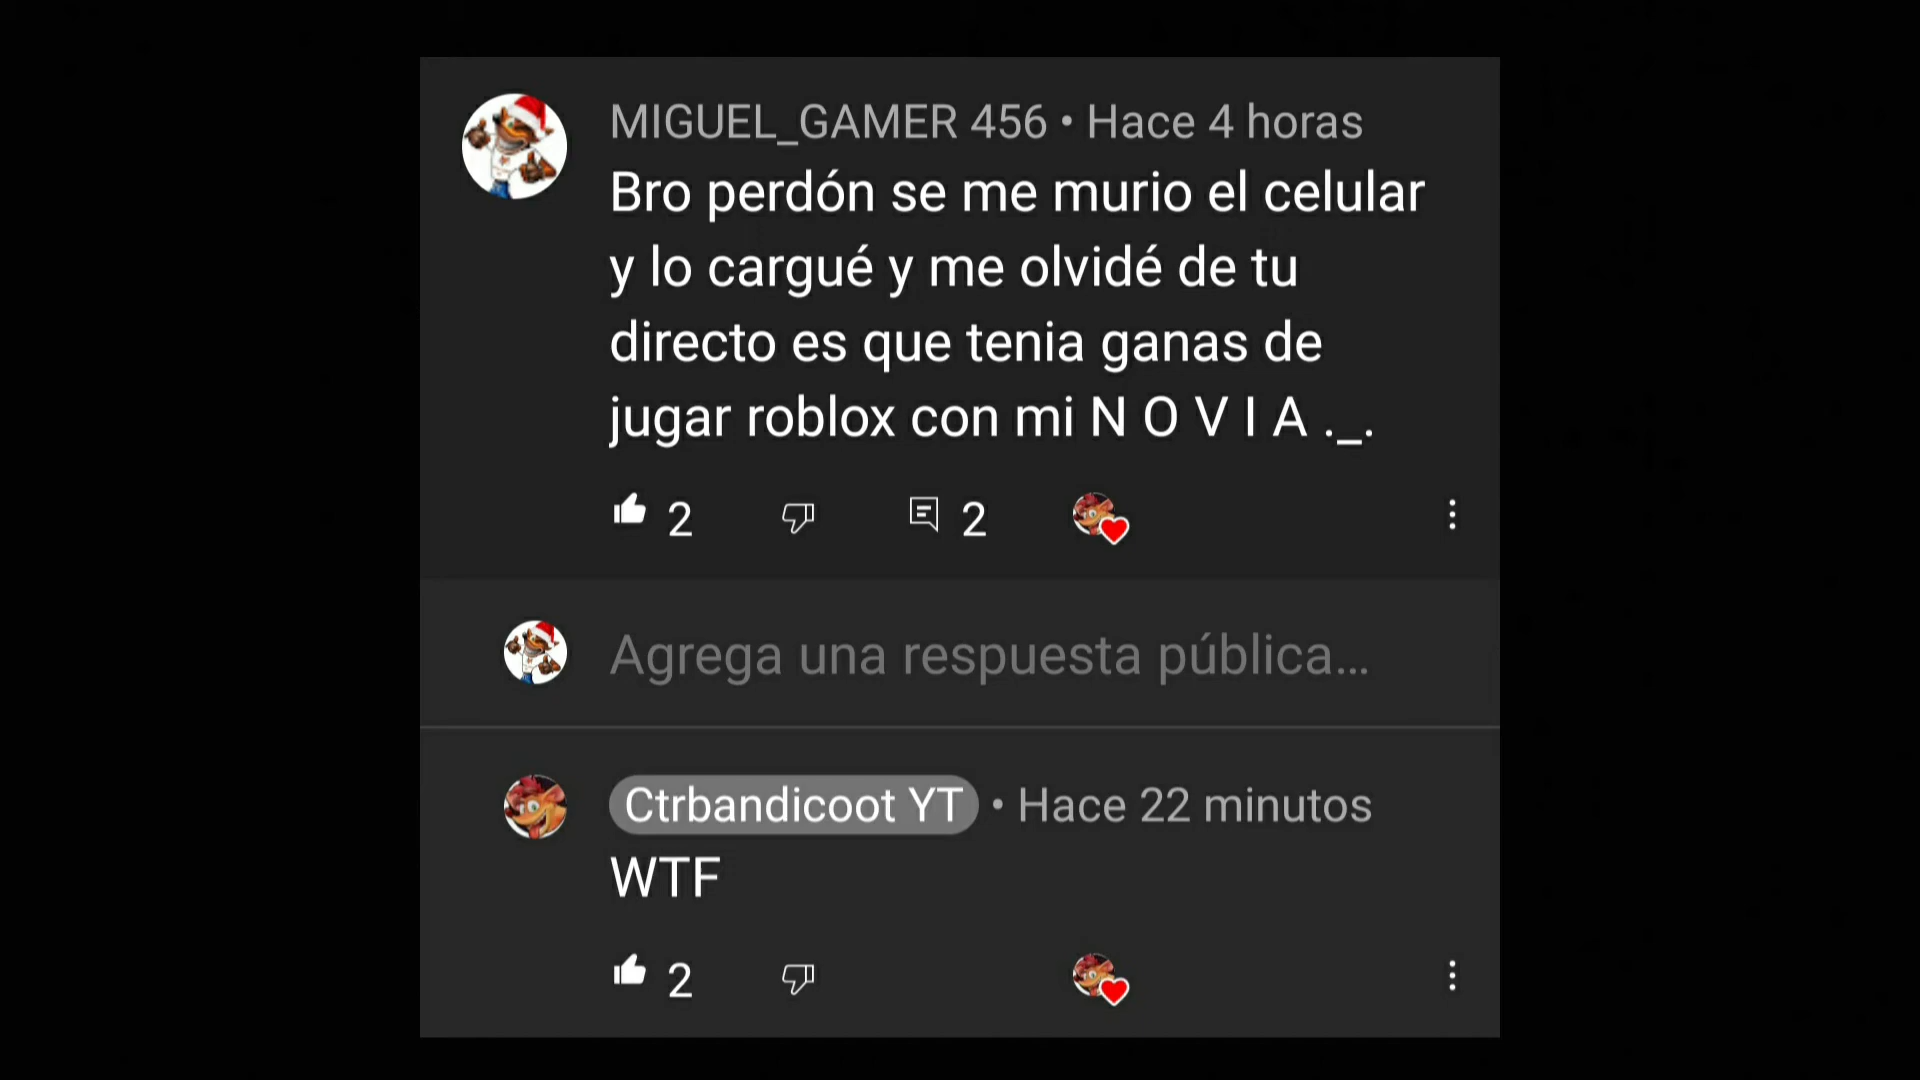 MIGUEL_GAMER 456 • Hace 4 horas
Bro perdón se me murio el celular
y lo cargué y me olvidé de tu
directo es que tenia ganas de
jugar roblox con mi N O V I A ._.
2 2
Agrega una respuesta pública...
Ctrbandicoot YT • Hace 22 minutos
WTF
2